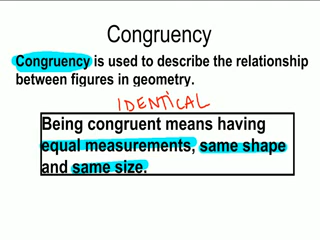 Congruency
Congruency is used to describe the relationship
between figures in geometry.
IDENTICAL
Being congruent means having
equal measurements, same shape
and same size.